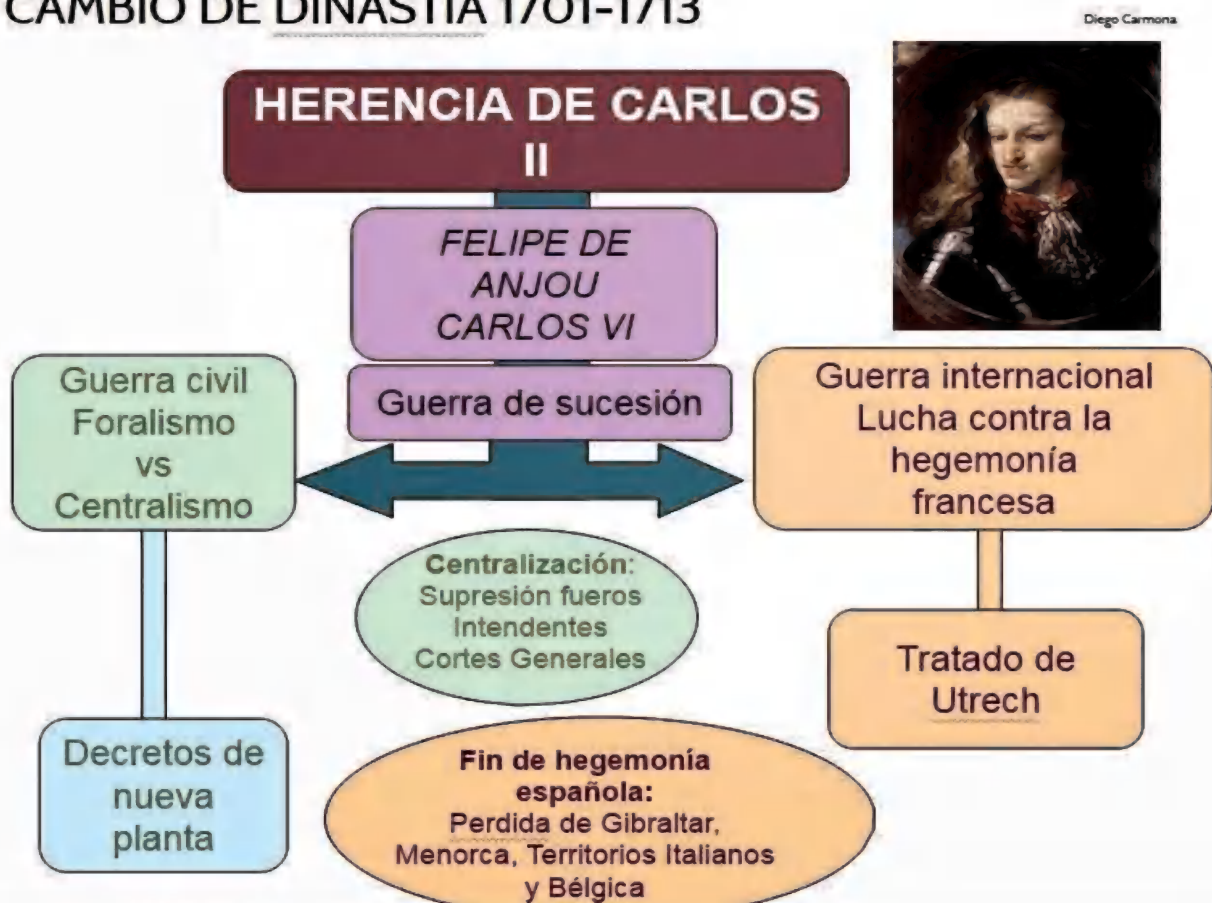 CAMBIO DE DINASTÍA 1701-1713
Diego Carmona
HERENCIA DE CARLOS
II
FELIPE DE
ANJOU
CARLOS VI
Guerra de sucesión
Guerra civil
Foralismo
vs
Centralismo
Guerra internacional
Lucha contra la
hegemonía
francesa
Centralización:
Supresión fueros
Intendentes
Cortes Generales
Tratado de
Utrech
Decretos de
nueva
planta
Fin de hegemonía
española:
Perdida de Gibraltar,
Menorca, Territorios Italianos
y Bélgica